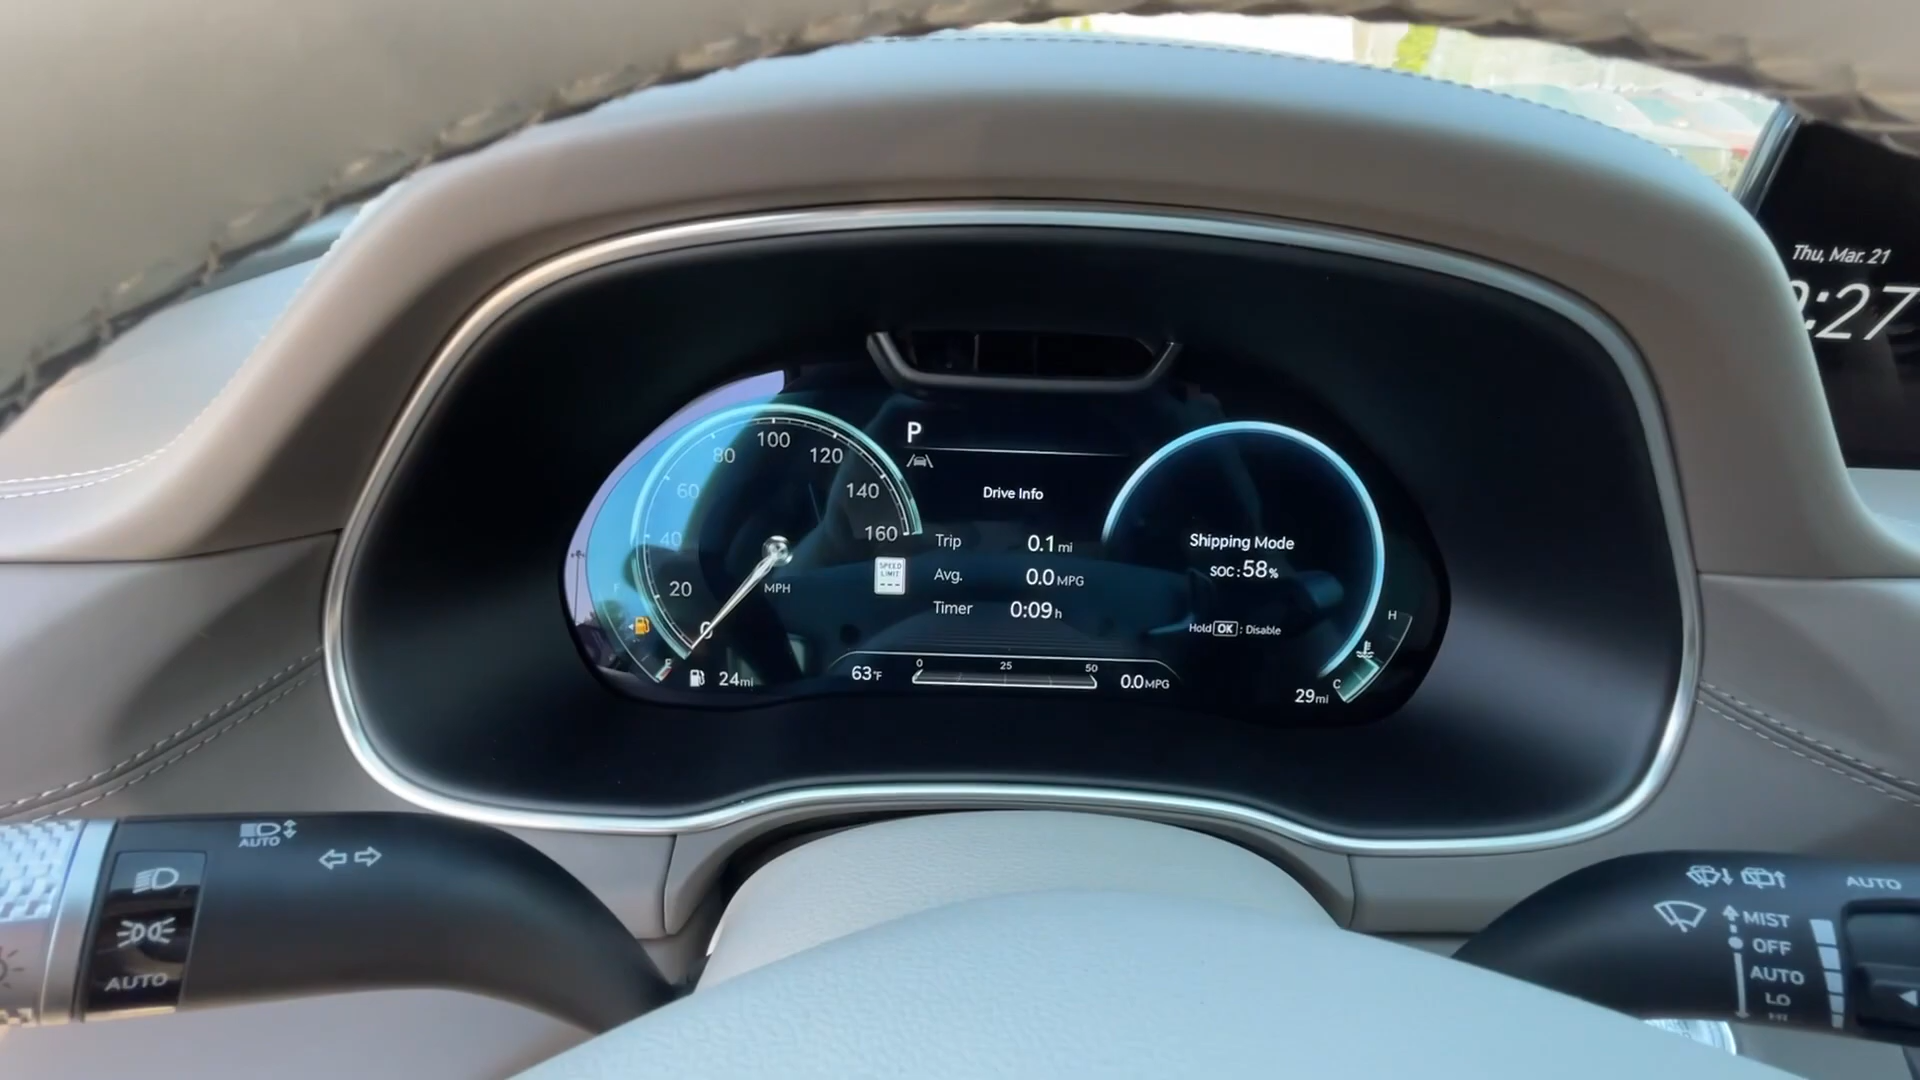 Thu, Mar. 21
:27
P
Drive Info
Trip 0.1 mi
Avg. 0.0 MPG
Timer 0:09 h
0
20
40
60
80
100
120
140
160
MPH
SPEED
LIMIT
---
F
E
24mi
63°F
0 25 50
0.0 MPG
Shipping Mode
SOC : 58 %
Hold OK : Disable
H
C
29mi
AUTO
AUTO
AUTO
MIST
OFF
AUTO
LO